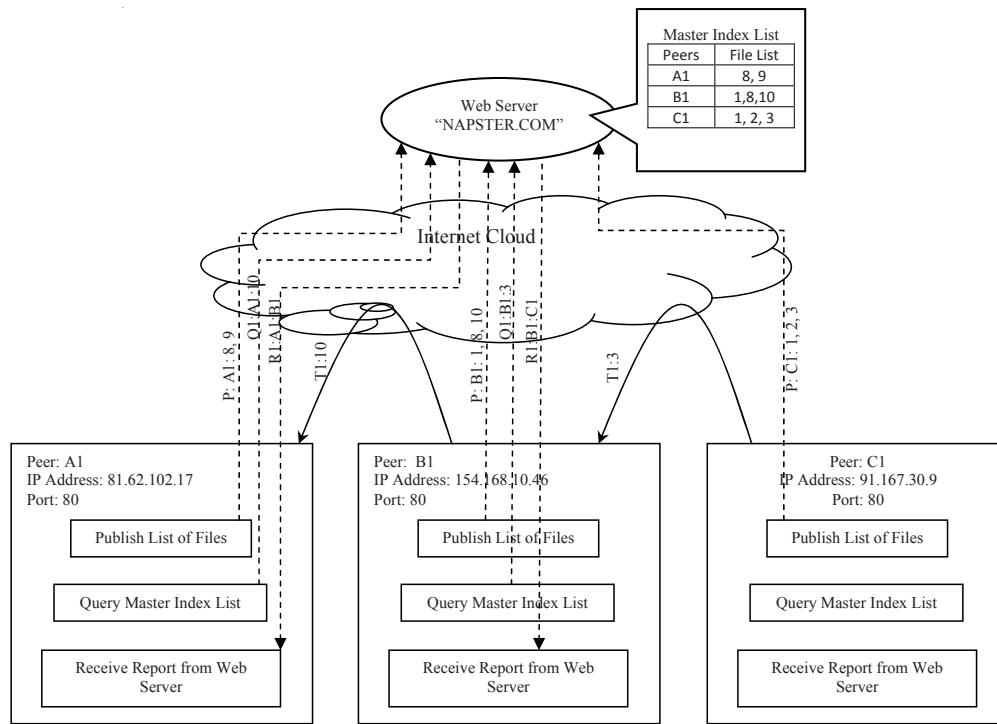 Master Index List
Peers File List
A1 8, 9
B1 1,8,10
C1 1, 2, 3
Web Server
“NAPSTER.COM”
Internet Cloud
P: A1: 8, 9
Q1:A1:10
R1:A1:B1
T1:10
P: B1: 1, 8, 10
Q1:B1:3
R1:B1:C1
T1:3
P: C1: 1, 2, 3
Peer: A1
IP Address: 81.62.102.17
Port: 80
Publish List of Files
Query Master Index List
Receive Report from Web
Server
Peer: B1
IP Address: 154.168.10.46
Port: 80
Publish List of Files
Query Master Index List
Receive Report from Web
Server
Peer: C1
IP Address: 91.167.30.9
Port: 80
Publish List of Files
Query Master Index List
Receive Report from Web
Server